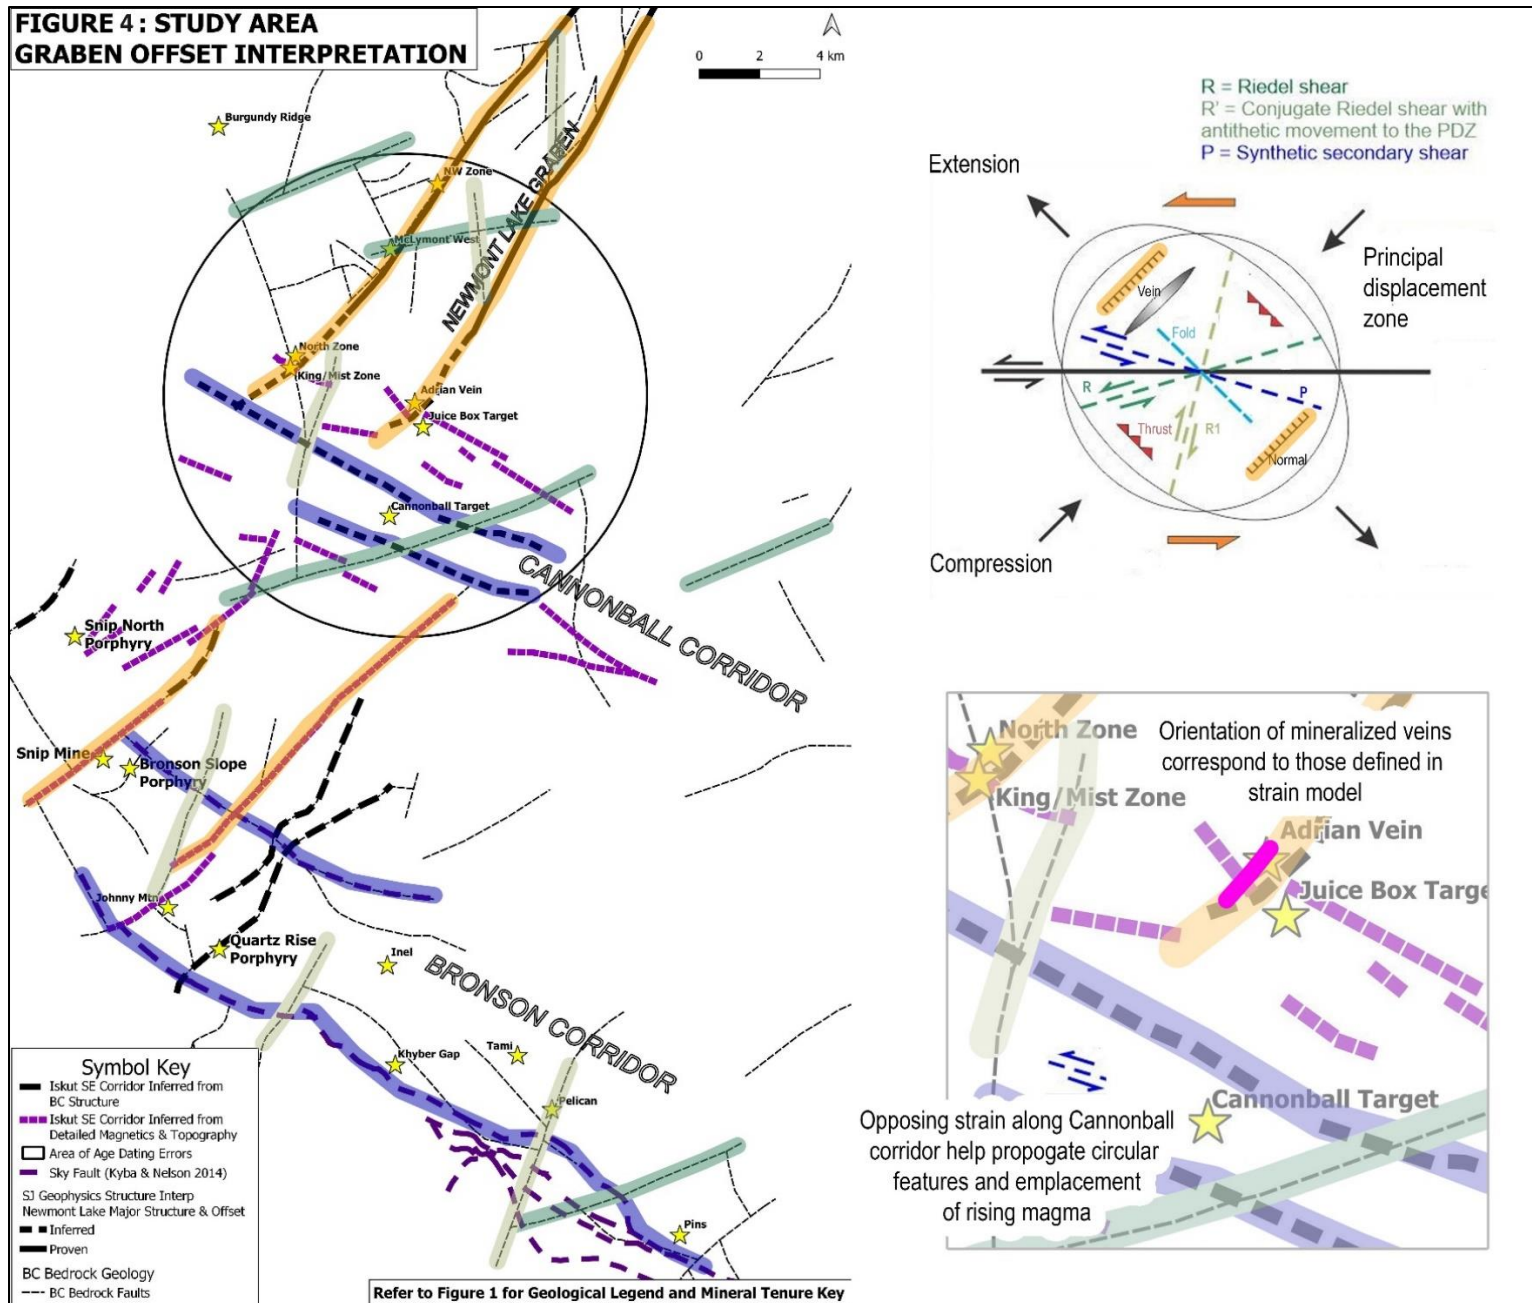 FIGURE 4 : STUDY AREA
GRABEN OFFSET INTERPRETATION
0 2 4 km
Burgundy Ridge
NW Zone
McLymont West
NEWMONT LAKE GRABEN
North Zone
King/Mist Zone
Adrian Vein
Juice Box Target
Cannonball Target
CANNONBALL CORRIDOR
Snip North
Porphyry
Snip Mine
Bronson Slope
Porphyry
Johnny Mtn
Quartz Rise
Porphyry
Inel
BRONSON CORRIDOR
Khyber Gap
Tami
Pelican
Pins
Symbol Key
Iskut SE Corridor Inferred from
BC Structure
Iskut SE Corridor Inferred from
Detailed Magnetics & Topography
Area of Age Dating Errors
Sky Fault (Kyba & Nelson 2014)
SJ Geophysics Structure Interp
Newmont Lake Major Structure & Offset
Inferred
Proven
BC Bedrock Geology
BC Bedrock Faults
Refer to Figure 1 for Geological Legend and Mineral Tenure Key
R = Riedel shear
R' = Conjugate Riedel shear with
antithetic movement to the PDZ
P = Synthetic secondary shear
Extension
Principal
displacement
zone
Vein
Fold
R
P
Thrust
R1
Normal
Compression
North Zone
King/Mist Zone
Orientation of mineralized veins
correspond to those defined in
strain model
Adrian Vein
Juice Box Targe
Cannonball Target
Opposing strain along Cannonball
corridor help propogate circular
features and emplacement
of rising magma